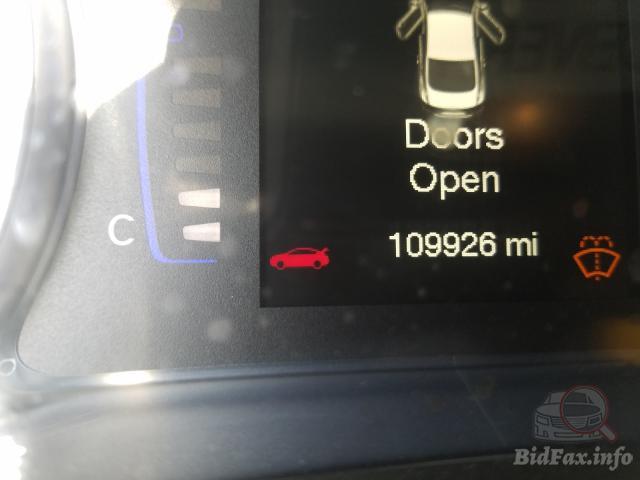 Doors
Open
C
109926 mi
BidFax.info